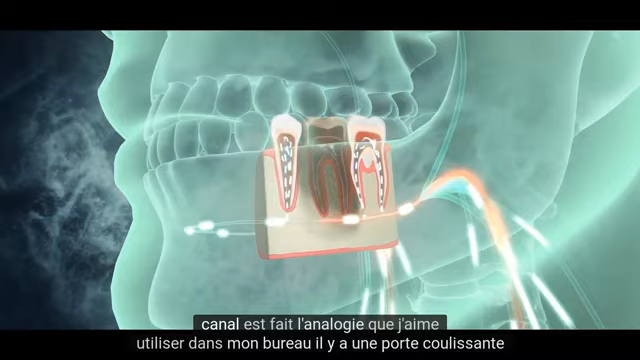 canal est fait l'analogie que j'aime
utiliser dans mon bureau il y a une porte coulissante